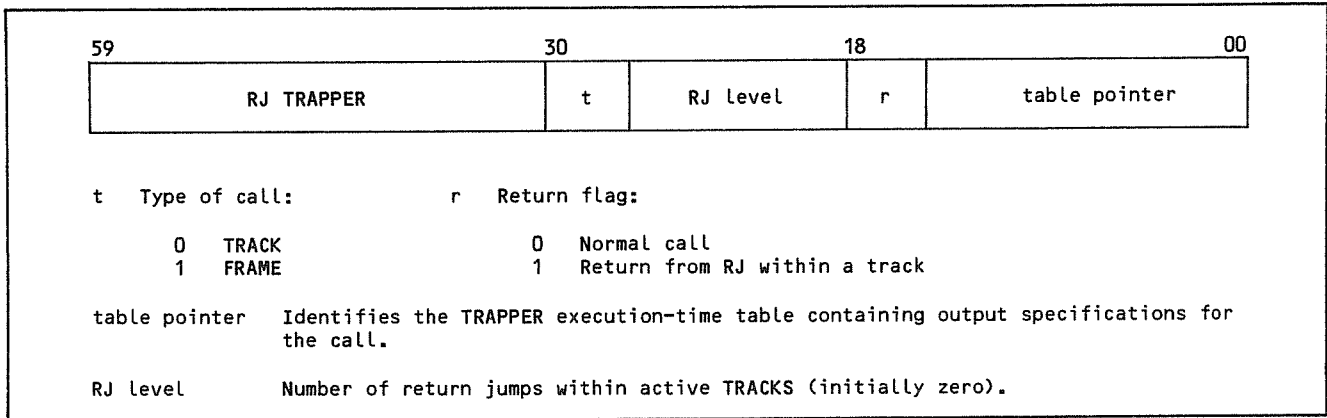 59 30 18 00
RJ TRAPPER t RJ level r table pointer
t Type of call: r Return flag:
0 TRACK 0 Normal call
1 FRAME 1 Return from RJ within a track
table pointer Identifies the TRAPPER execution-time table containing output specifications for
the call.
RJ level Number of return jumps within active TRACKS (initially zero).